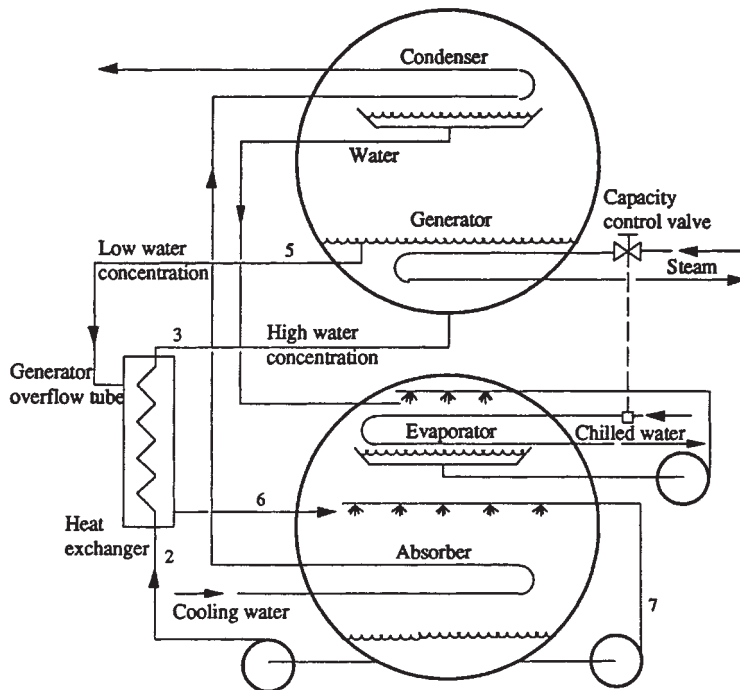 Condenser
Water
Capacity
control valve
Generator
Low water
concentration
5
Steam
3
High water
concentration
Generator
overflow tube
Evaporator
Chilled water
6
Heat
exchanger
2
Absorber
Cooling water
7